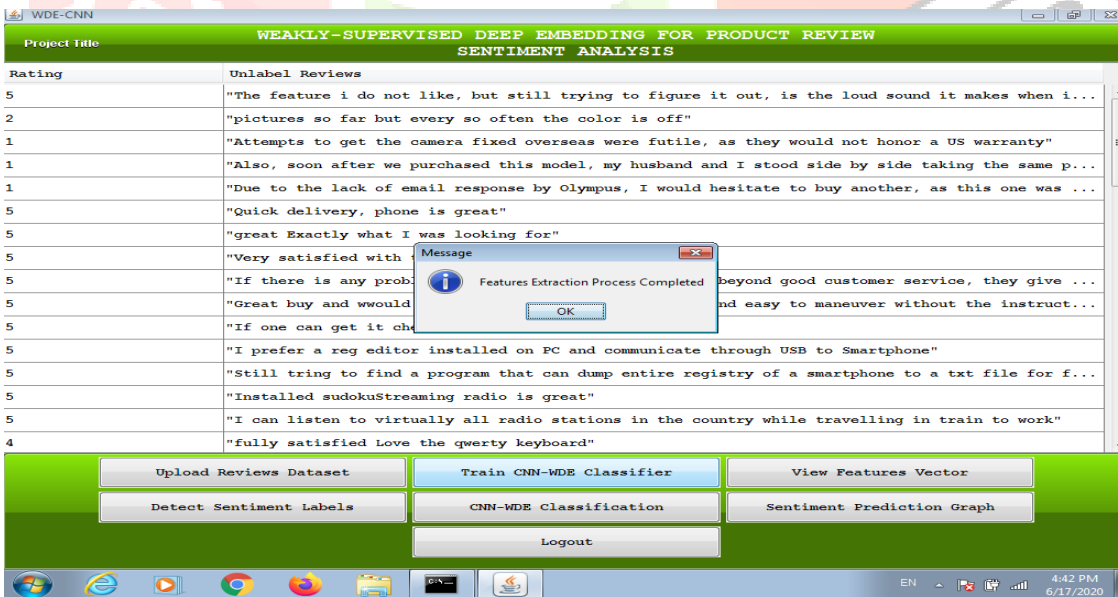 WDE-CNN
Project Title
WEAKLY-SUPERVISED DEEP EMBEDDING FOR PRODUCT REVIEW
SENTIMENT ANALYSIS
Rating Unlabel Reviews
5 "The feature i do not like, but still trying to figure it out, is the loud sound it makes when i...
2 "pictures so far but every so often the color is off"
1 "Attempts to get the camera fixed overseas were futile, as they would not honor a US warranty"
1 "Also, soon after we purchased this model, my husband and I stood side by side taking the same p...
1 "Due to the lack of email response by Olympus, I would hesitate to buy another, as this one was ...
5 "Quick delivery, phone is great"
5 "great Exactly what I was looking for"
5 "Very satisfied with
5 "If there is any prob beyond good customer service, they give ...
5 "Great buy and wwould nd easy to maneuver without the instruct...
5 "If one can get it che
5 "I prefer a reg editor installed on PC and communicate through USB to Smartphone"
5 "Still tring to find a program that can dump entire registry of a smartphone to a txt file for f...
5 "Installed sudokuStreaming radio is great"
5 "I can listen to virtually all radio stations in the country while travelling in train to work"
4 "fully satisfied Love the qwerty keyboard"
Message
Features Extraction Process Completed
OK
Upload Reviews Dataset Train CNN-WDE Classifier View Features Vector
Detect Sentiment Labels CNN-WDE Classification Sentiment Prediction Graph
Logout
EN 4:42 PM
6/17/2020